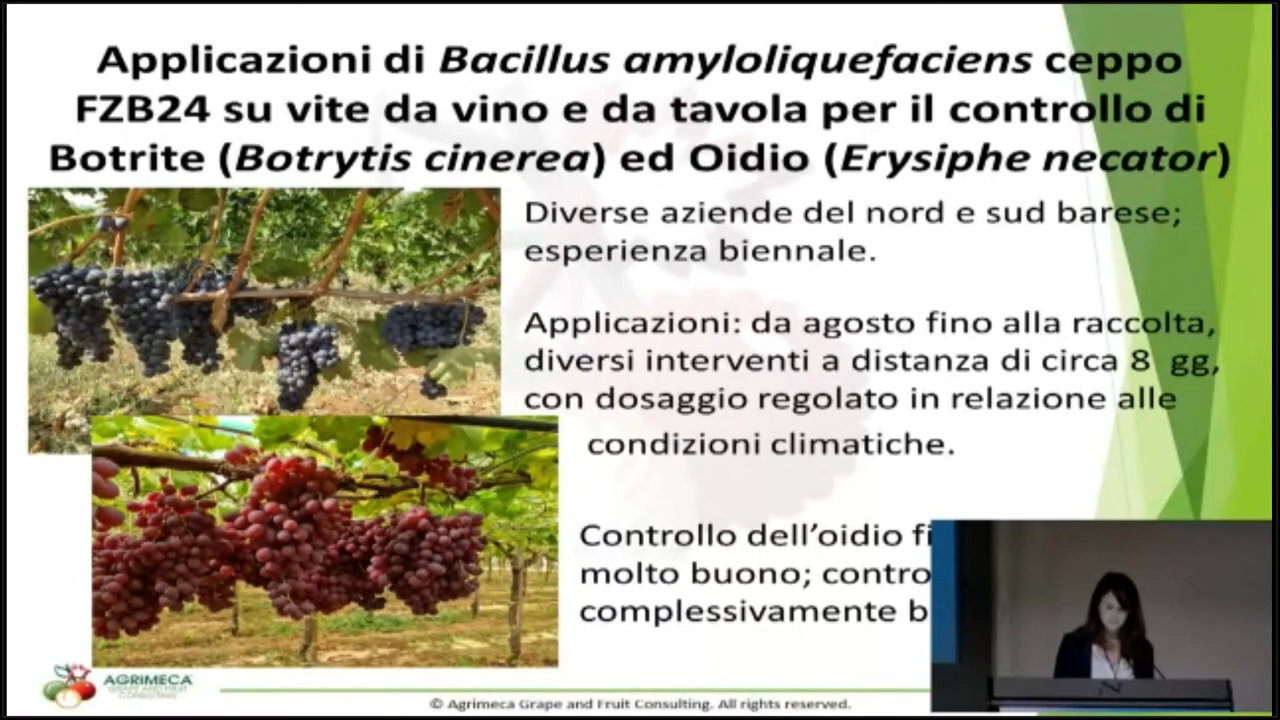 Applicazioni di Bacillus amyloliquefaciens ceppo
FZB24 su vite da vino e da tavola per il controllo di
Botrite (Botrytis cinerea) ed Oidio (Erysiphe necator)
Diverse aziende del nord e sud barese;
esperienza biennale.
Applicazioni: da agosto fino alla raccolta,
diversi interventi a distanza di circa 8 gg,
con dosaggio regolato in relazione alle
condizioni climatiche.
Controllo dell’oidio fi
molto buono; contro
complessivamente b
AGRIMECA
GRAPE AND FRUIT
CONSULTING
© Agrimeca Grape and Fruit Consulting. All rights reserved.